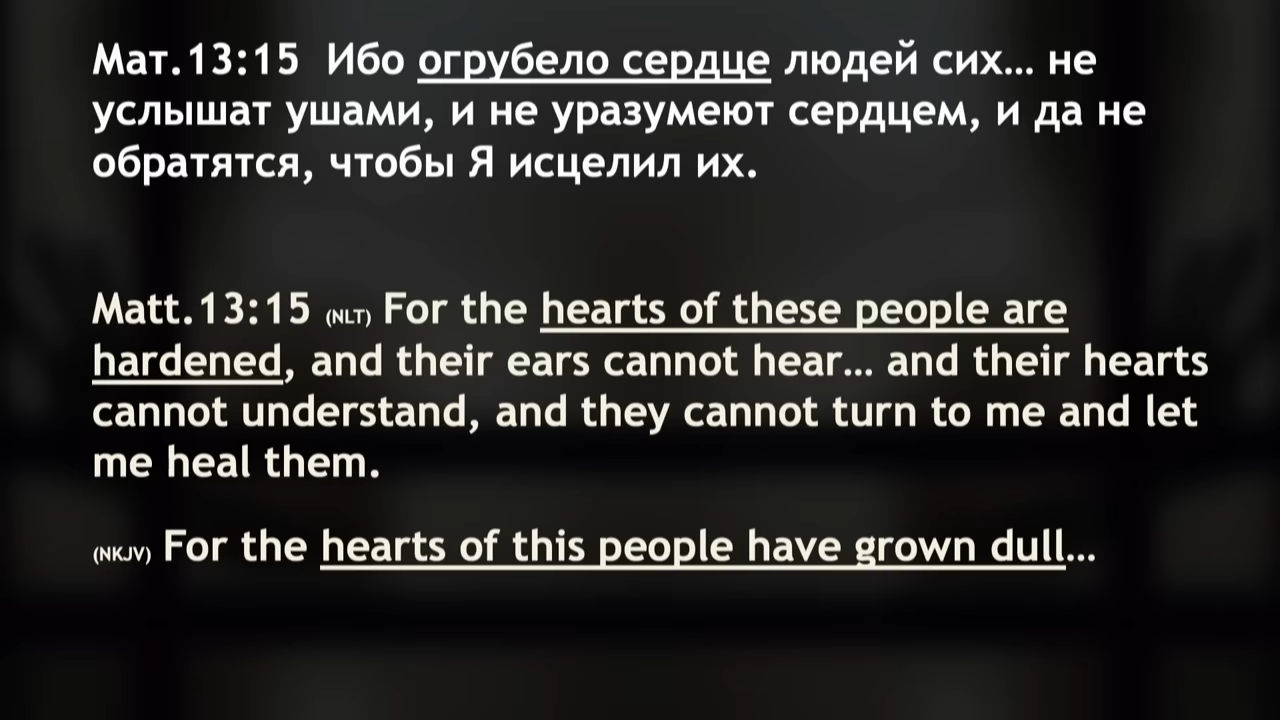 Мат.13:15 Ибо огрубело сердце людей сих... не
услышат ушами, и не уразумеют сердцем, и да не
обратятся, чтобы Я исцелил их.
Matt.13:15 (NLT) For the hearts of these people are
hardened, and their ears cannot hear... and their hearts
cannot understand, and they cannot turn to me and let
me heal them.
(NKJV) For the hearts of this people have grown dull...